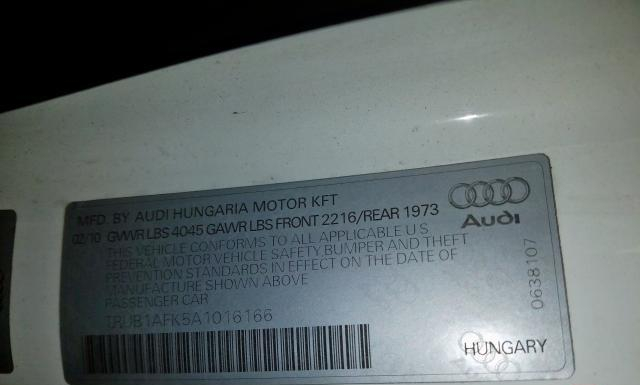 MFD. BY AUDI HUNGARIA MOTOR KFT
02/10 GVWR LBS 4045 GAWR LBS FRONT 2216/REAR 1973
THIS VEHICLE CONFORMS TO ALL APPLICABLE U S
FEDERAL MOTOR VEHICLE SAFETY, BUMPER AND THEFT
PREVENTION STANDARDS IN EFFECT ON THE DATE OF
MANUFACTURE SHOWN ABOVE
PASSENGER CAR
TRUB1AFK5A1016166
Audi
0638107
HUNGARY